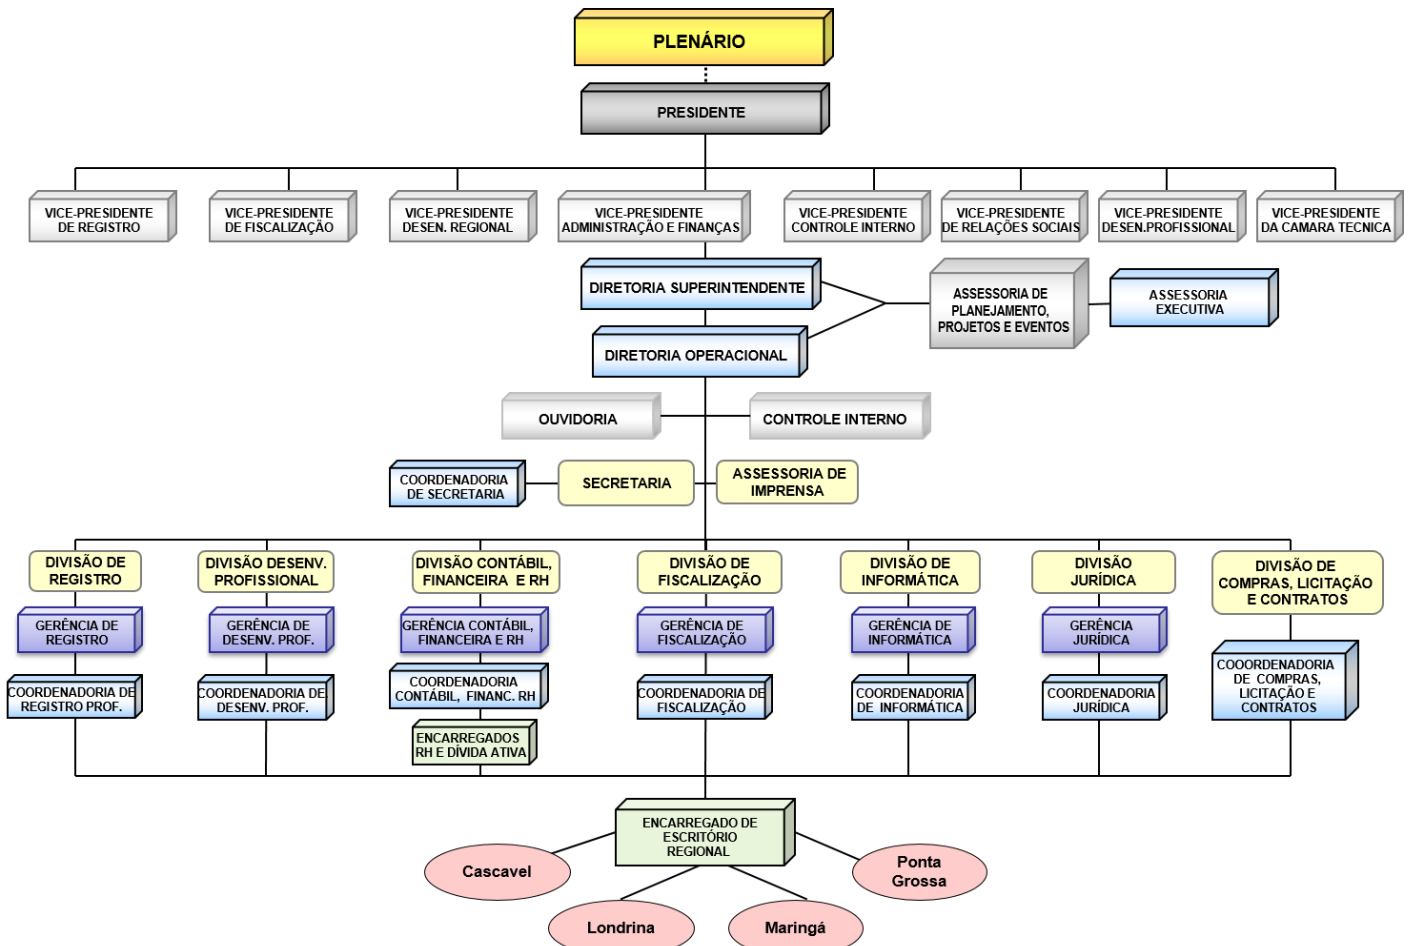 PLENÁRIO
PRESIDENTE
VICE-PRESIDENTE
DE REGISTRO
VICE-PRESIDENTE
DE FISCALIZAÇÃO
VICE-PRESIDENTE
DESEN. REGIONAL
VICE-PRESIDENTE
ADMINISTRAÇÃO E FINANÇAS
VICE-PRESIDENTE
CONTROLE INTERNO
VICE-PRESIDENTE
DE RELAÇÕES SOCIAIS
VICE-PRESIDENTE
DESEN.PROFISSIONAL
VICE-PRESIDENTE
DA CAMARA TECNICA
DIRETORIA SUPERINTENDENTE
ASSESSORIA DE
PLANEJAMENTO,
PROJETOS E EVENTOS
ASSESSORIA
EXECUTIVA
DIRETORIA OPERACIONAL
OUVIDORIA
CONTROLE INTERNO
COORDENADORIA
DE SECRETARIA
SECRETARIA
ASSESSORIA DE
IMPRENSA
DIVISÃO DE
REGISTRO
DIVISÃO DESENV.
PROFISSIONAL
DIVISÃO CONTÁBIL,
FINANCEIRA E RH
DIVISÃO DE
FISCALIZAÇÃO
DIVISÃO DE
INFORMÁTICA
DIVISÃO
JURÍDICA
DIVISÃO DE
COMPRAS, LICITAÇÃO
E CONTRATOS
GERÊNCIA DE
REGISTRO
GERÊNCIA DE
DESENV. PROF.
GERÊNCIA CONTÁBIL,
FINANCEIRA E RH
GERÊNCIA DE
FISCALIZAÇÃO
GERÊNCIA DE
INFORMÁTICA
GERÊNCIA
JURÍDICA
COORDENADORIA DE
REGISTRO PROF.
COORDENADORIA DE
DESENV. PROF.
COORDENADORIA
CONTÁBIL, FINANC. RH
COORDENADORIA DE
FISCALIZAÇÃO
COORDENADORIA
DE INFORMÁTICA
COORDENADORIA
JURÍDICA
COOORDENADORIA
DE COMPRAS,
LICITAÇÃO E
CONTRATOS
ENCARREGADOS
RH E DÍVIDA ATIVA
ENCARREGADO DE
ESCRITÓRIO
REGIONAL
Cascavel
Londrina
Maringá
Ponta
Grossa